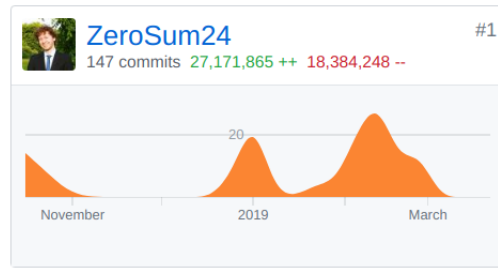 ZeroSum24 #1
147 commits 27,171,865 ++ 18,384,248 --
20
November 2019 March